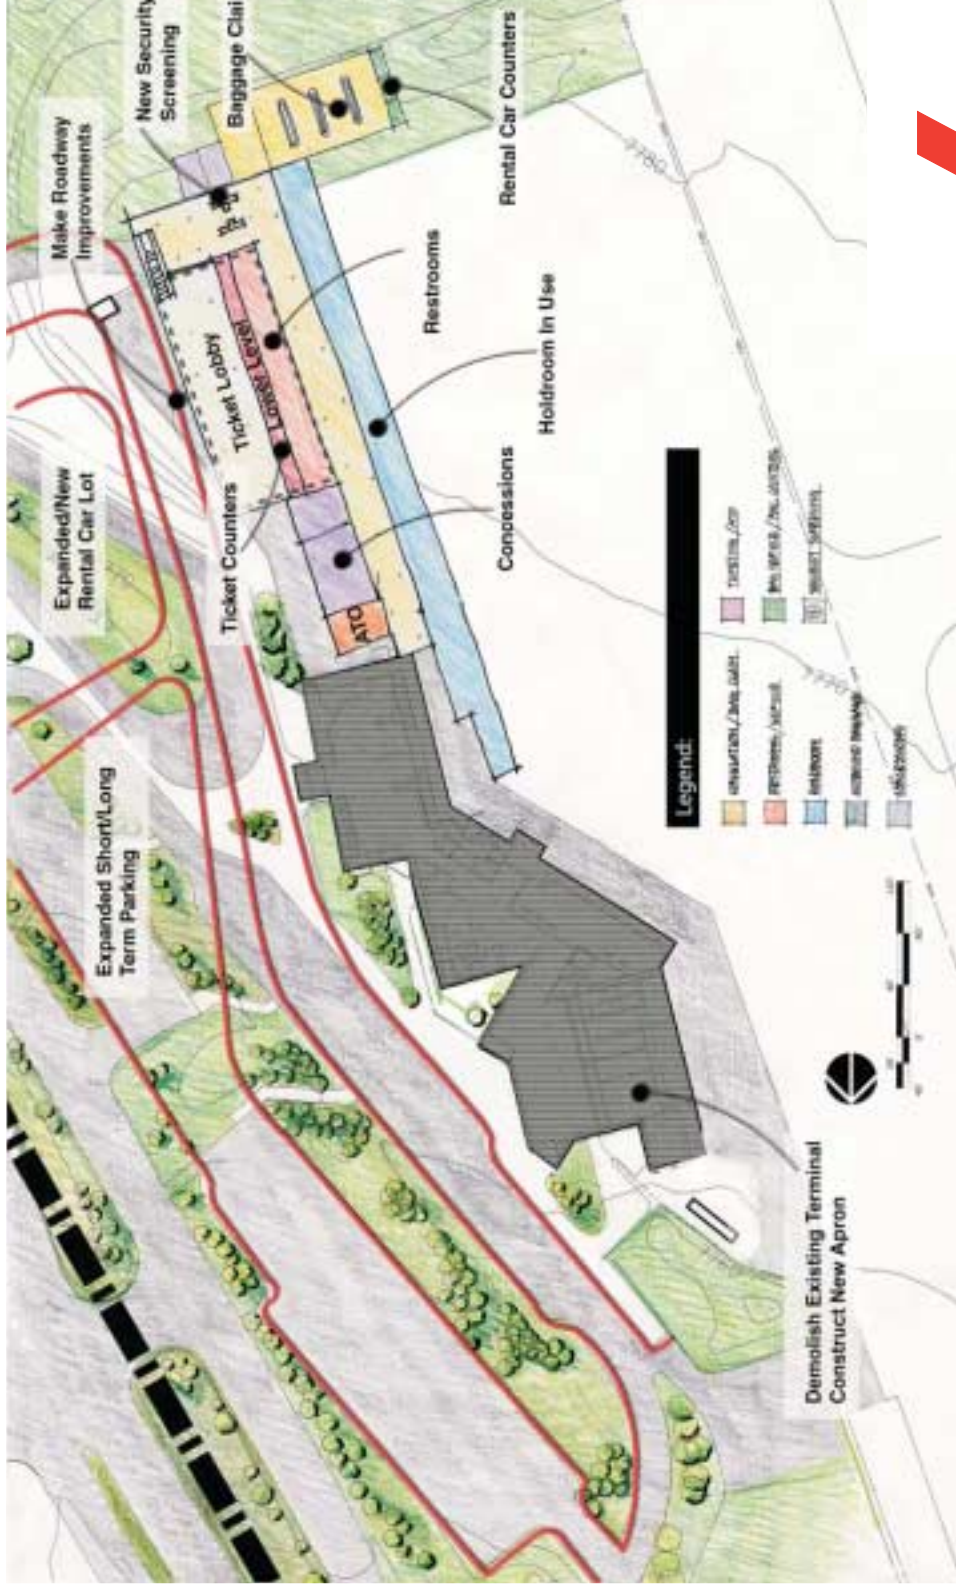 Make Roadway
Improvements
New Security
Screening
Baggage Clai
Rental Car Counters
Expanded/New
Rental Car Lot
Ticket Lobby
Lower Level
Restrooms
Holdroom In Use
Ticket Counters
Concessions
ATO
Expanded Short/Long
Term Parking
Legend:
Demolish Existing Terminal
Construct New Apron
7780
7770